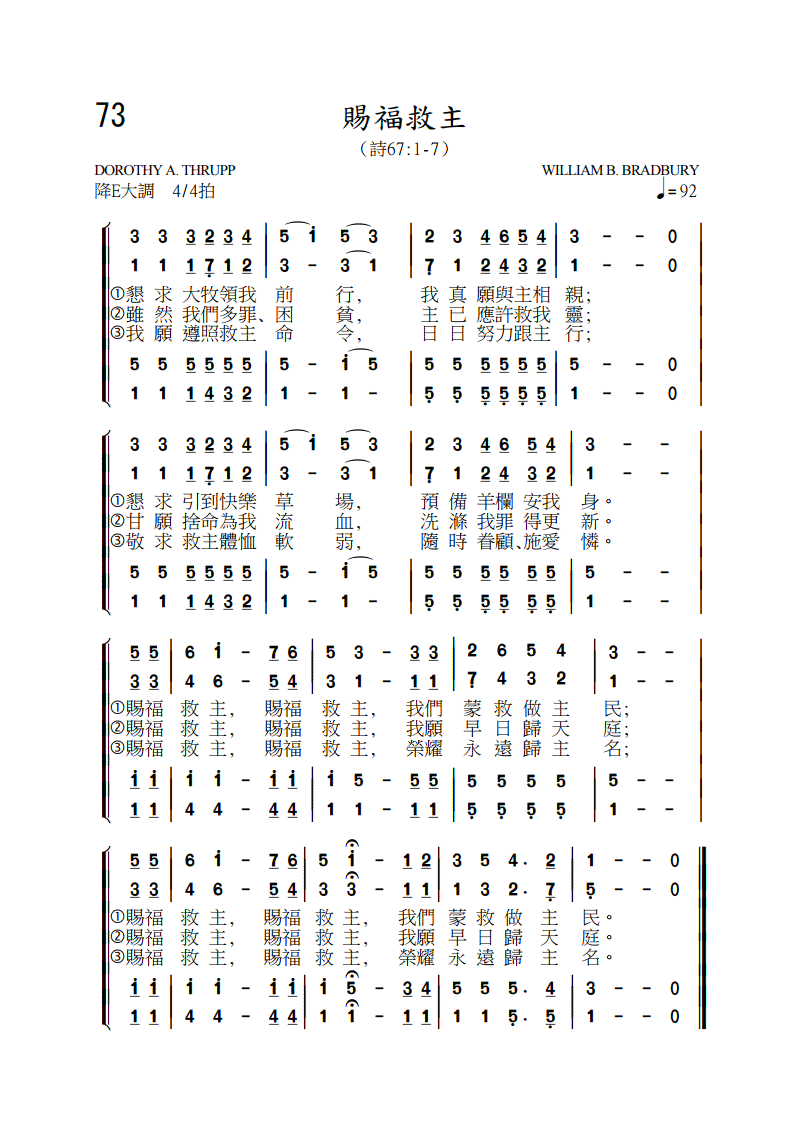 73
賜福救主
（詩67:1-7）
DOROTHY A. THRUPP
WILLIAM B. BRADBURY
降E大調 4/4拍
♩=92
3 3 3 2 3 4 | 5 i 5 3 | 2 3 4 6 5 4 | 3 - - 0
1 1 1 7 1 2 | 3 - 3 1 | 7 1 2 4 3 2 | 1 - - 0
①懇求大牧領我前行，我真願與主相親；
②雖然我們多罪、困貧，主已應許救我靈；
③我願遵照救主命令，日日努力跟主行；
5 5 5 5 5 5 | 5 - i 5 | 5 5 5 5 5 5 | 5 - - 0
1 1 1 4 3 2 | 1 - 1 - | 5 5 5 5 5 5 | 1 - - 0
3 3 3 2 3 4 | 5 i 5 3 | 2 3 4 6 5 4 | 3 - -
1 1 1 7 1 2 | 3 - 3 1 | 7 1 2 4 3 2 | 1 - -
①懇求引到快樂草場，預備羊欄安我身。
②甘願捨命為我流血，洗滌我罪得更新。
③敬求救主體恤軟弱，隨時眷顧、施愛憐。
5 5 5 5 5 5 | 5 - i 5 | 5 5 5 5 5 5 | 5 - -
1 1 1 4 3 2 | 1 - 1 - | 5 5 5 5 5 5 | 1 - -
5 5 | 6 i - 7 6 | 5 3 - 3 3 | 2 6 5 4 | 3 - -
3 3 | 4 6 - 5 4 | 3 1 - 1 1 | 7 4 3 2 | 1 - -
①賜福救主，賜福救主，我們蒙救做主民；
②賜福救主，賜福救主，我願早日歸天庭；
③賜福救主，賜福救主，榮耀永遠歸主名；
i i | i i - i i | i 5 - 5 5 | 5 5 5 5 | 5 - -
1 1 | 4 4 - 4 4 | 1 1 - 1 1 | 5 5 5 5 | 1 - -
5 5 | 6 i - 7 6 | 5 i - 1 2 | 3 5 4 . 2 | 1 - - 0
3 3 | 4 6 - 5 4 | 3 3 - 1 1 | 1 3 2 . 7 | 5 - - 0
①賜福救主，賜福救主，我們蒙救做主民。
②賜福救主，賜福救主，我願早日歸天庭。
③賜福救主，賜福救主，榮耀永遠歸主名。
i i | i i - i i | i 5 - 3 4 | 5 5 5 . 4 | 3 - - 0
1 1 | 4 4 - 4 4 | 1 1 - 1 1 | 1 1 5 . 5 | 1 - - 0